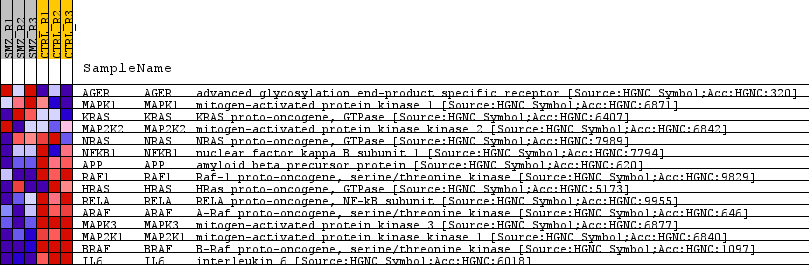 SMZ_R1
SMZ_R2
SMZ_R3
CTRL_R1
CTRL_R2
CTRL_R3
SampleName
AGER AGER advanced glycosylation end-product specific receptor [Source:HGNC Symbol;Acc:HGNC:320]
MAPK1 MAPK1 mitogen-activated protein kinase 1 [Source:HGNC Symbol;Acc:HGNC:6871]
KRAS KRAS KRAS proto-oncogene, GTPase [Source:HGNC Symbol;Acc:HGNC:6407]
MAP2K2 MAP2K2 mitogen-activated protein kinase kinase 2 [Source:HGNC Symbol;Acc:HGNC:6842]
NRAS NRAS NRAS proto-oncogene, GTPase [Source:HGNC Symbol;Acc:HGNC:7989]
NFKB1 NFKB1 nuclear factor kappa B subunit 1 [Source:HGNC Symbol;Acc:HGNC:7794]
APP APP amyloid beta precursor protein [Source:HGNC Symbol;Acc:HGNC:620]
RAF1 RAF1 Raf-1 proto-oncogene, serine/threonine kinase [Source:HGNC Symbol;Acc:HGNC:9829]
HRAS HRAS HRas proto-oncogene, GTPase [Source:HGNC Symbol;Acc:HGNC:5173]
RELA RELA RELA proto-oncogene, NF-kB subunit [Source:HGNC Symbol;Acc:HGNC:9955]
ARAF ARAF A-Raf proto-oncogene, serine/threonine kinase [Source:HGNC Symbol;Acc:HGNC:646]
MAPK3 MAPK3 mitogen-activated protein kinase 3 [Source:HGNC Symbol;Acc:HGNC:6877]
MAP2K1 MAP2K1 mitogen-activated protein kinase kinase 1 [Source:HGNC Symbol;Acc:HGNC:6840]
BRAF BRAF B-Raf proto-oncogene, serine/threonine kinase [Source:HGNC Symbol;Acc:HGNC:1097]
IL6 IL6 interleukin 6 [Source:HGNC Symbol;Acc:HGNC:6018]